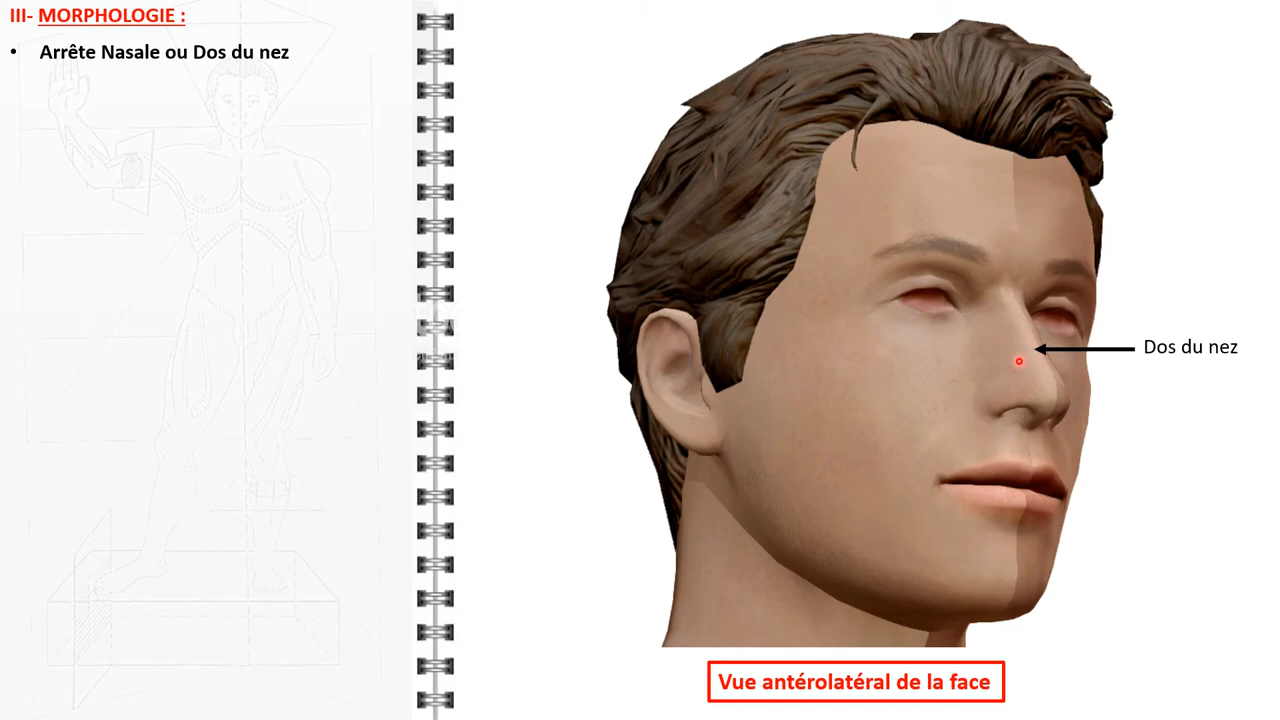 III- MORPHOLOGIE :
• Arrête Nasale ou Dos du nez
Dos du nez
Vue antérolatéral de la face